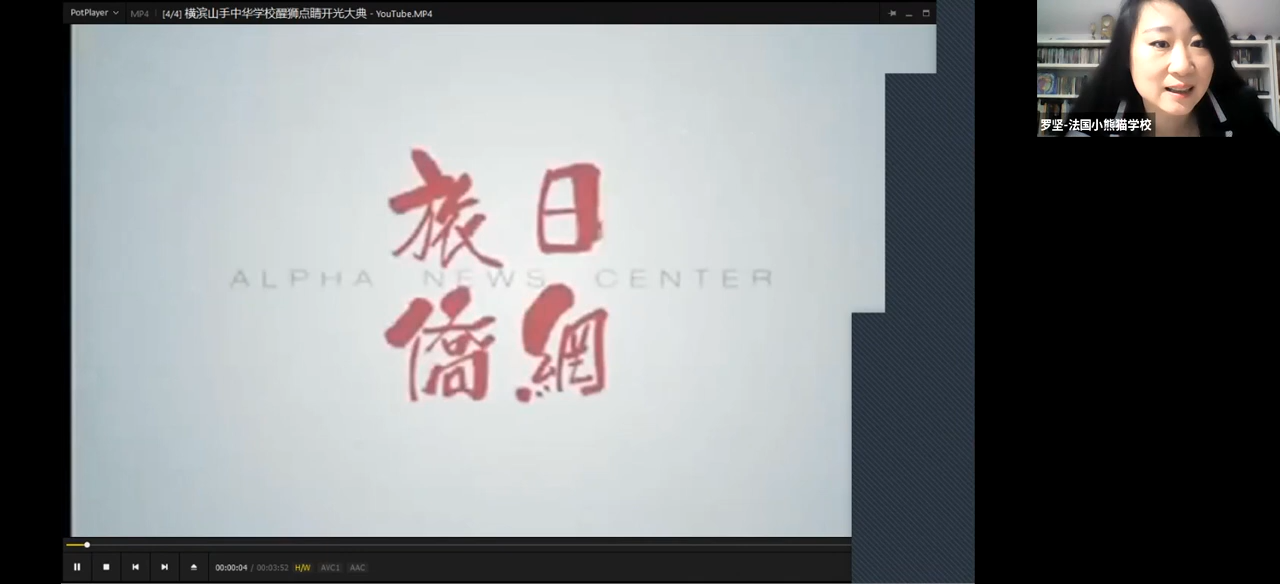 PotPlayer MP4 [4/4] 横滨山手中华学校醒狮点睛开光大典 - YouTube.MP4
罗坚-法国小熊猫学校
旅日
ALPHA NEWS CENTER
僑網
00:00:04 / 00:03:52 H/W AVC1 AAC